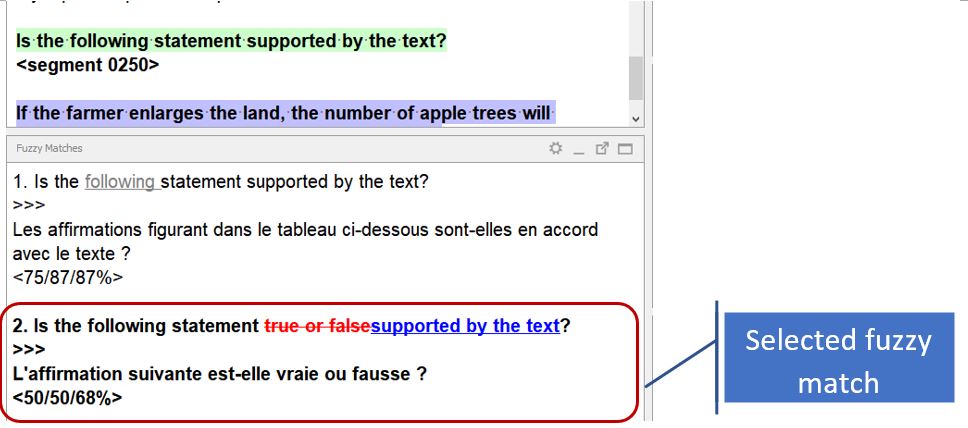 Is the following statement supported by the text?
<segment 0250>
If the farmer enlarges the land, the number of apple trees will
Fuzzy Matches
1. Is the following statement supported by the text?
>>>
Les affirmations figurant dans le tableau ci-dessous sont-elles en accord
avec le texte ?
<75/87/87%>
2. Is the following statement true or falsesupported by the text?
>>>
L'affirmation suivante est-elle vraie ou fausse ?
<50/50/68%>
Selected fuzzy
match